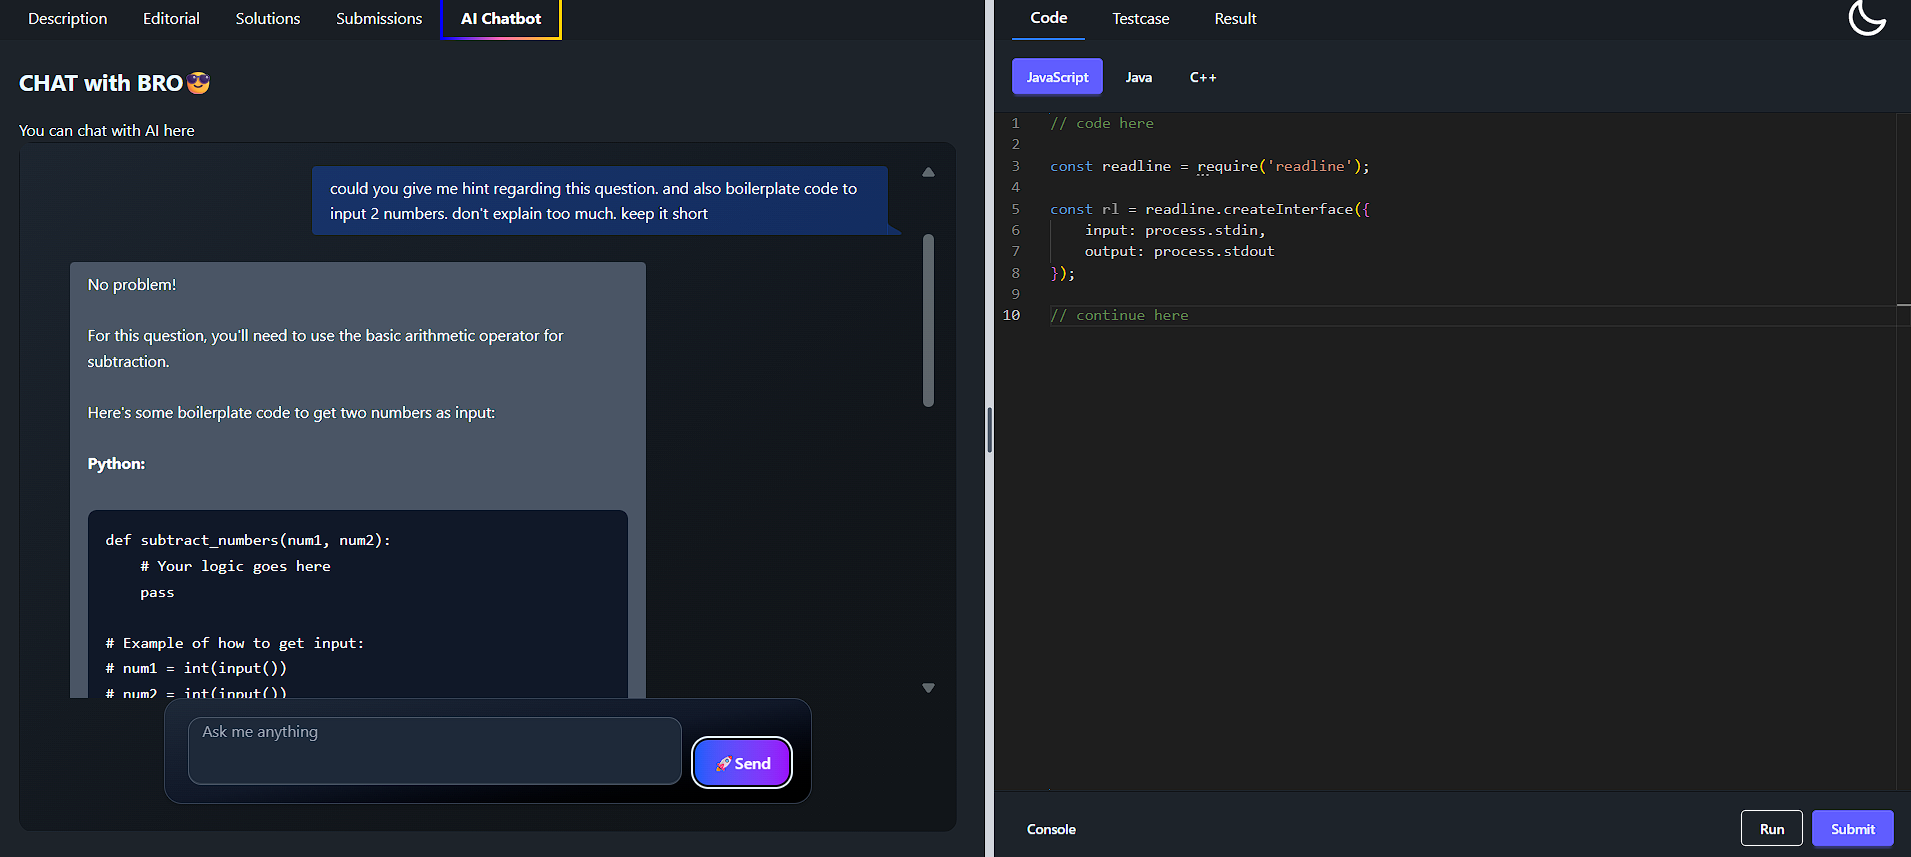 Description Editorial Solutions Submissions AI Chatbot
CHAT with BRO😎
You can chat with AI here
could you give me hint regarding this question. and also boilerplate code to
input 2 numbers. don't explain too much. keep it short
No problem!
For this question, you'll need to use the basic arithmetic operator for
subtraction.
Here's some boilerplate code to get two numbers as input:
Python:
def subtract_numbers(num1, num2):
    # Your logic goes here
    pass
# Example of how to get input:
# num1 = int(input())
# num2 = int(input())
Ask me anything
🚀 Send
Code Testcase Result
JavaScript Java C++
1 // code here
2
3 const readline = require('readline');
4
5 const rl = readline.createInterface({
6     input: process.stdin,
7     output: process.stdout
8 });
9
10 // continue here
Console Run Submit